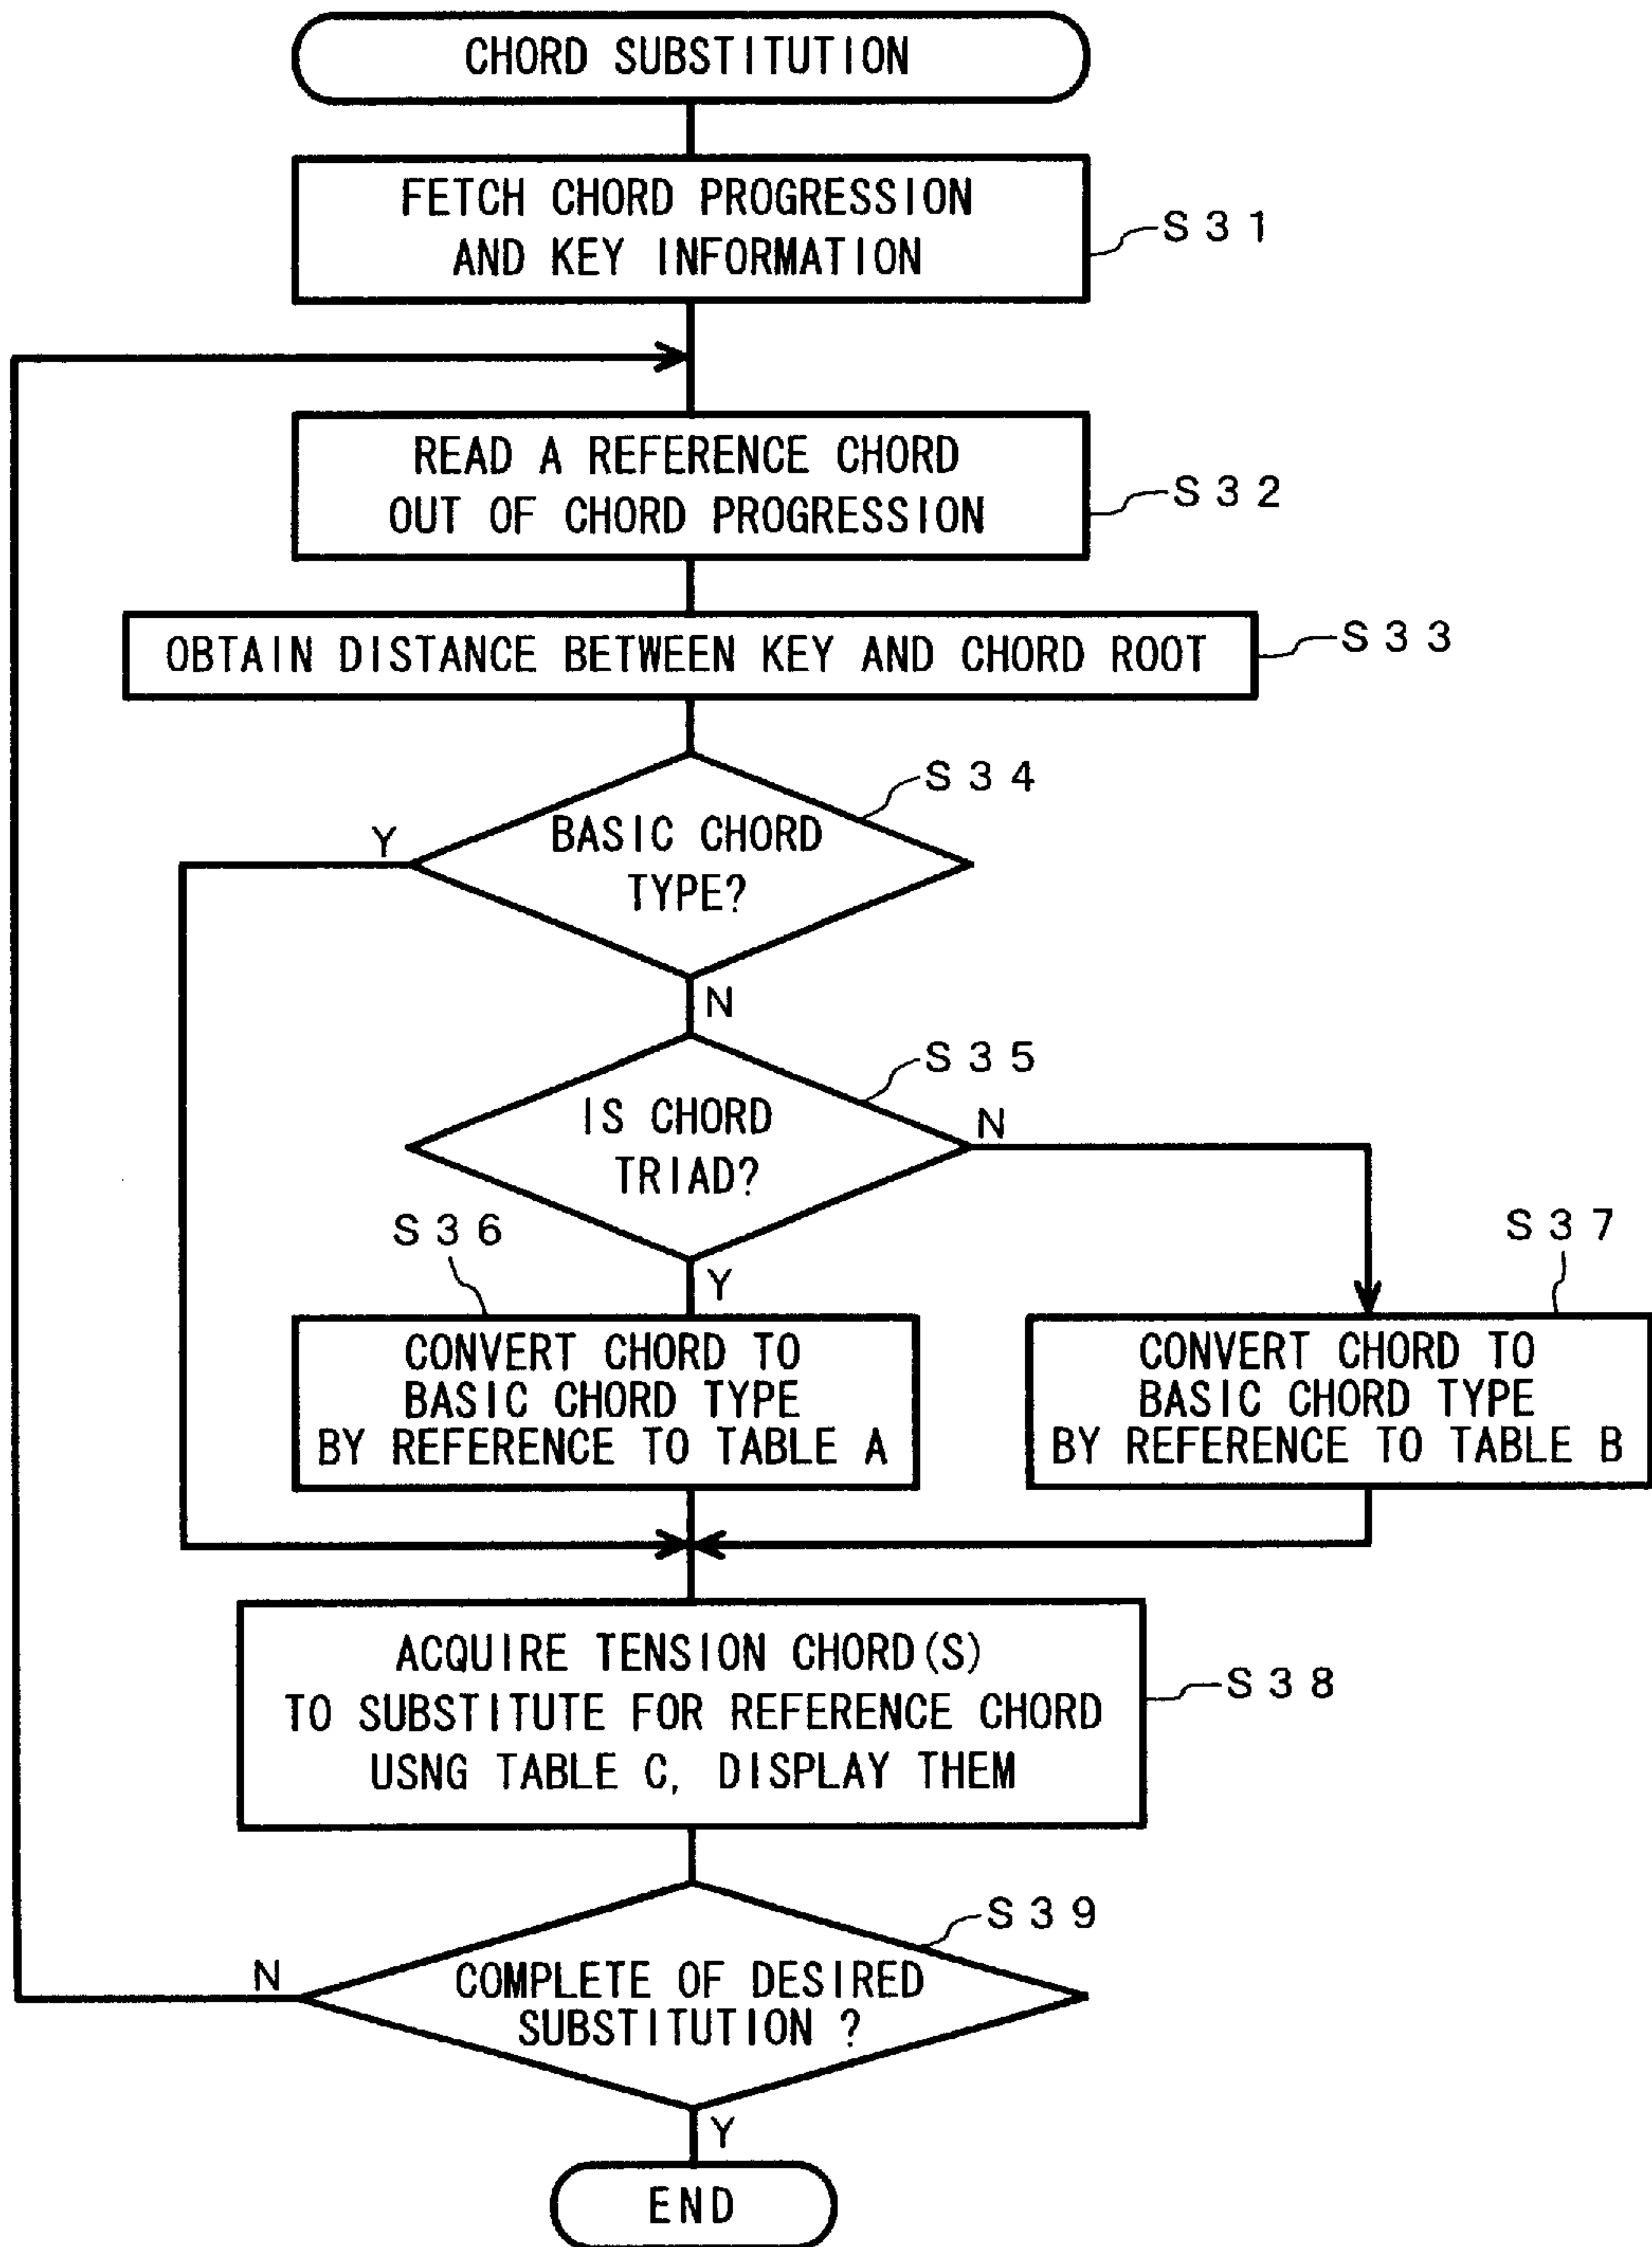 CHORD SUBSTITUTION
FETCH CHORD PROGRESSION
AND KEY INFORMATION
S31
READ A REFERENCE CHORD
OUT OF CHORD PROGRESSION
S32
OBTAIN DISTANCE BETWEEN KEY AND CHORD ROOT
S33
S34
Y
BASIC CHORD
TYPE?
N
S35
IS CHORD
TRIAD?
N
S36
Y
S37
CONVERT CHORD TO
BASIC CHORD TYPE
BY REFERENCE TO TABLE A
CONVERT CHORD TO
BASIC CHORD TYPE
BY REFERENCE TO TABLE B
ACQUIRE TENSION CHORD(S)
TO SUBSTITUTE FOR REFERENCE CHORD
USNG TABLE C, DISPLAY THEM
S38
S39
N
COMPLETE OF DESIRED
SUBSTITUTION ?
Y
END